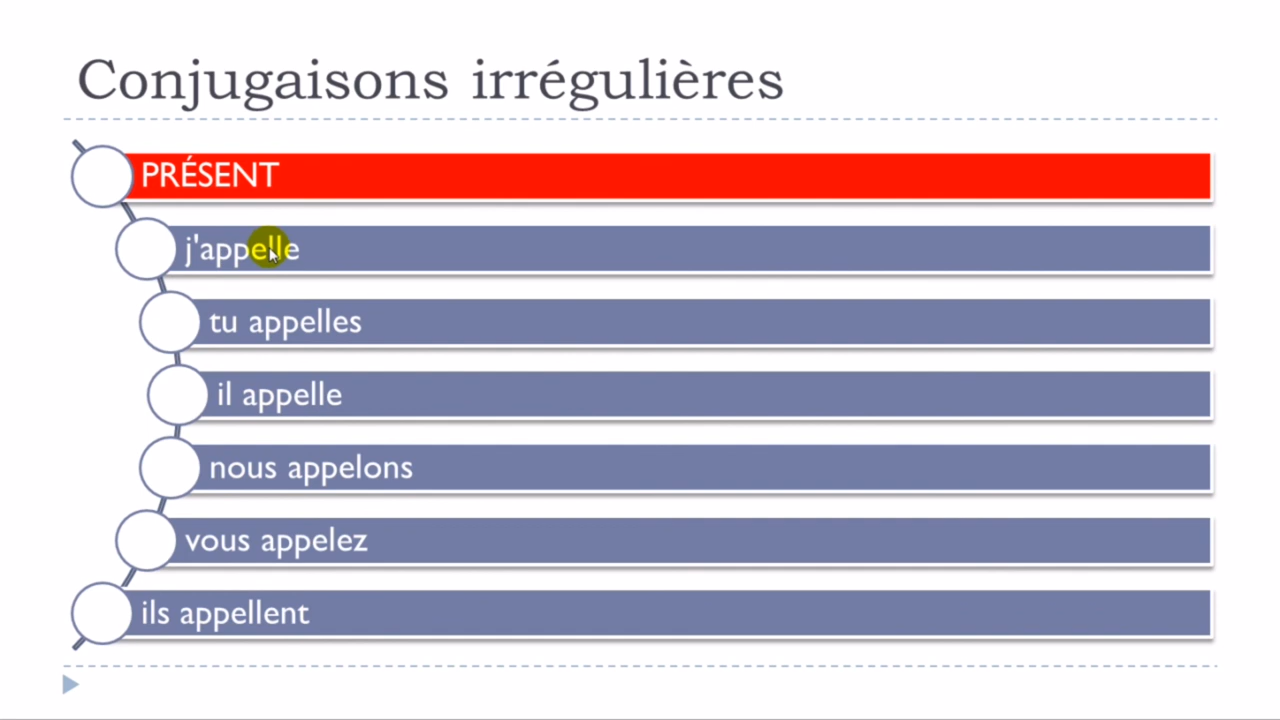 Conjugaisons irrégulières
PRÉSENT
j'appelle
tu appelles
il appelle
nous appelons
vous appelez
ils appellent